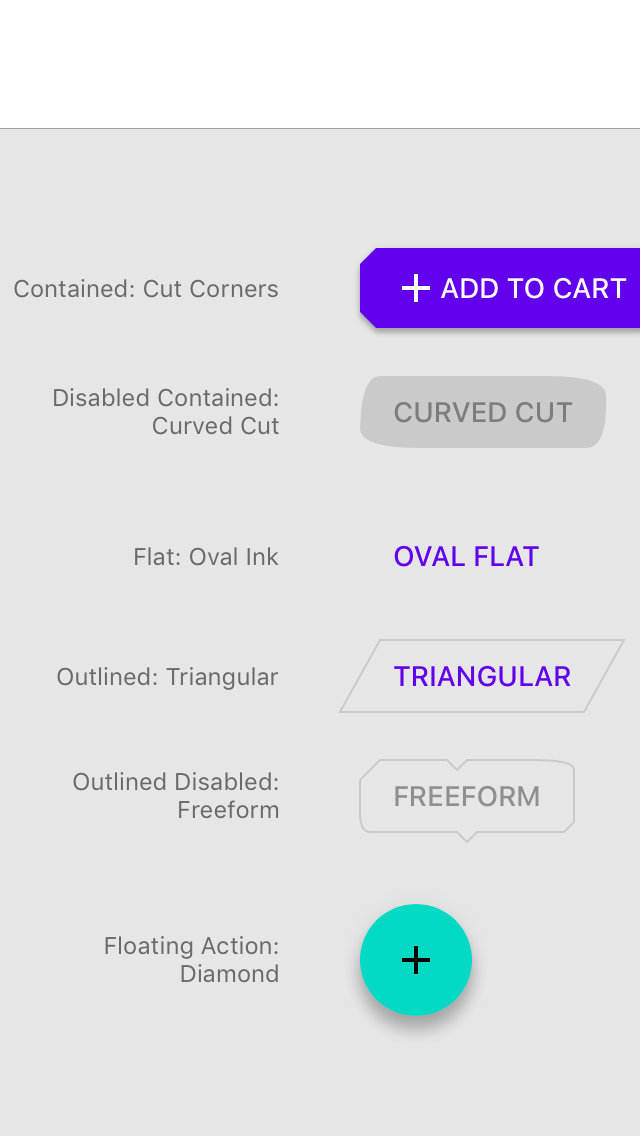 Contained: Cut Corners
ADD TO CART
Disabled Contained:
Curved Cut
CURVED CUT
Flat: Oval Ink
OVAL FLAT
Outlined: Triangular
TRIANGULAR
Outlined Disabled:
Freeform
FREEFORM
Floating Action:
Diamond